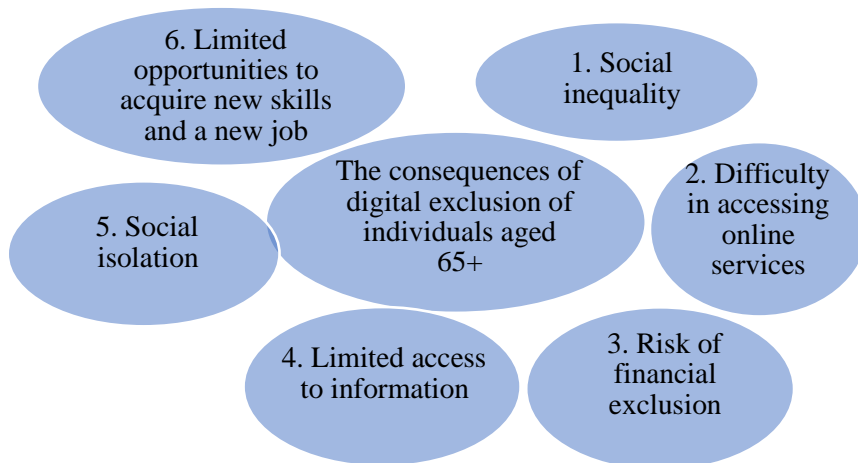 6. Limited
opportunities to
acquire new skills
and a new job
1. Social
inequality
The consequences of
digital exclusion of
individuals aged
65+
2. Difficulty
in accessing
online
services
5. Social
isolation
4. Limited access
to information
3. Risk of
financial
exclusion